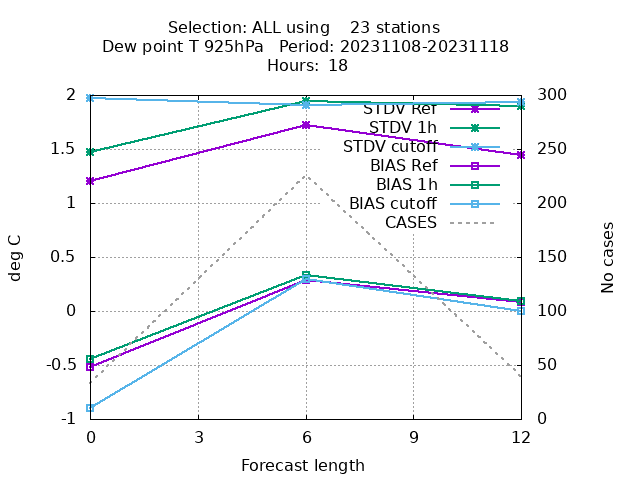 Selection: ALL using    23 stations
Dew point T 925hPa   Period: 20231108-20231118
Hours: 18
2
1.5
1
0.5
0
-0.5
-1
300
250
200
150
100
50
0
0
3
6
9
12
deg C
No cases
Forecast length
STDV Ref
STDV 1h
STDV cutoff
BIAS Ref
BIAS 1h
BIAS cutoff
CASES